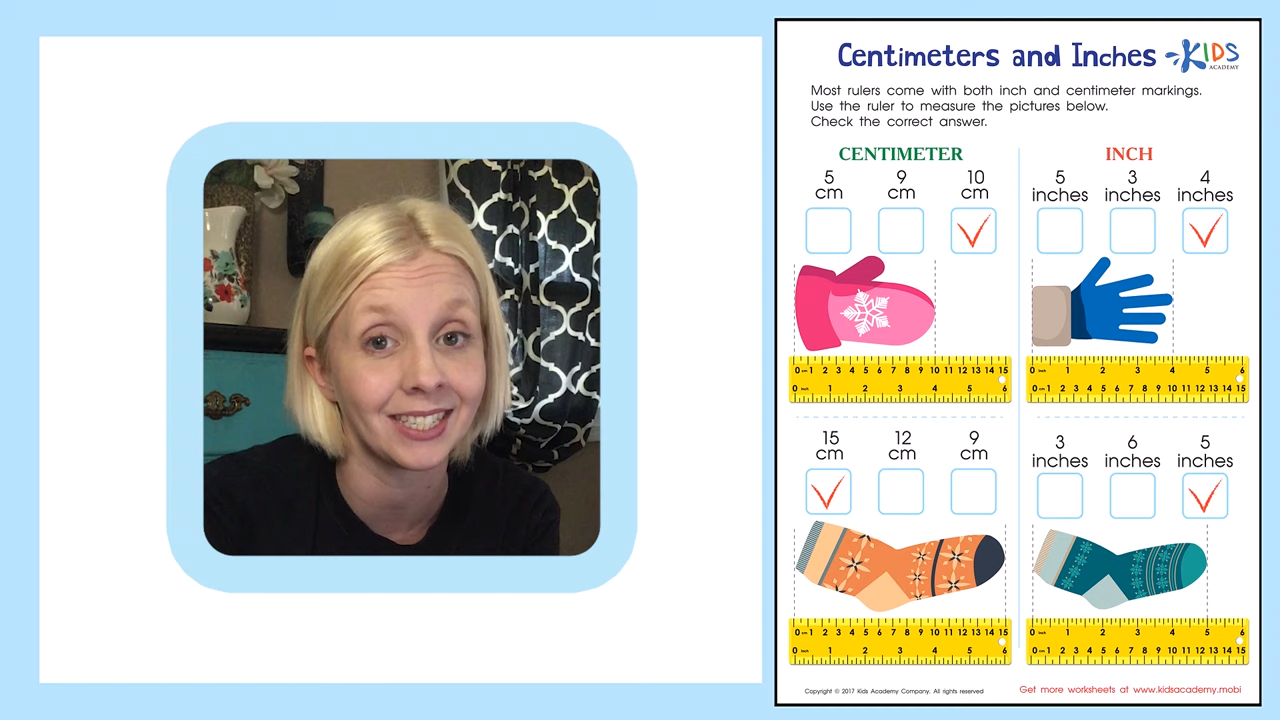 Centimeters and Inches
KIDS
ACADEMY
Most rulers come with both inch and centimeter markings.
Use the ruler to measure the pictures below.
Check the correct answer.
CENTIMETER
5 cm
9 cm
10 cm
0 cm 1 2 3 4 5 6 7 8 9 10 11 12 13 14 15
0 inch 1 2 3 4 5 6
INCH
5 inches
3 inches
4 inches
0 inch 1 2 3 4 5 6
0 cm 1 2 3 4 5 6 7 8 9 10 11 12 13 14 15
15 cm
12 cm
9 cm
0 cm 1 2 3 4 5 6 7 8 9 10 11 12 13 14 15
0 inch 1 2 3 4 5 6
3 inches
6 inches
5 inches
0 inch 1 2 3 4 5 6
0 cm 1 2 3 4 5 6 7 8 9 10 11 12 13 14 15
Copyright © 2017 Kids Academy Company. All rights reserved
Get more worksheets at www.kidsacademy.mobi